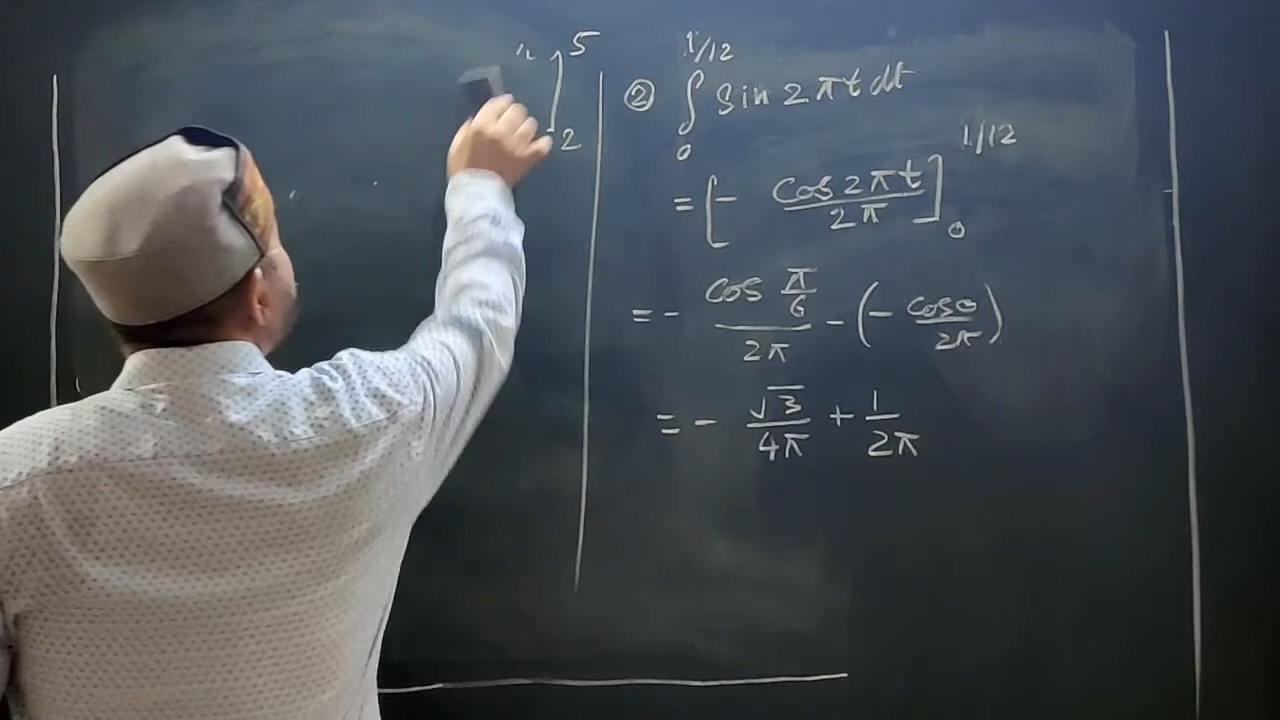 ]₂⁵
② ∫₀^{1/12} Sin 2πt dt
= [- cos 2πt / 2π]₀^{1/12}
= - cos π/6 / 2π - (- cos0 / 2π)
= - √3 / 4π + 1 / 2π